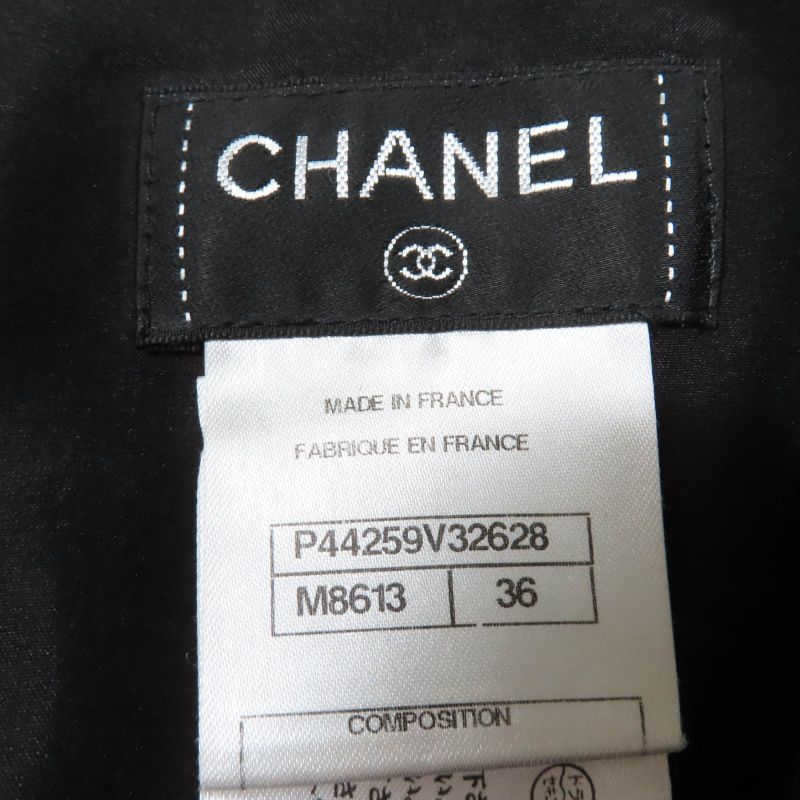 CHANEL
MADE IN FRANCE
FABRIQUE EN FRANCE
P44259V32628
M8613 36
COMPOSITION